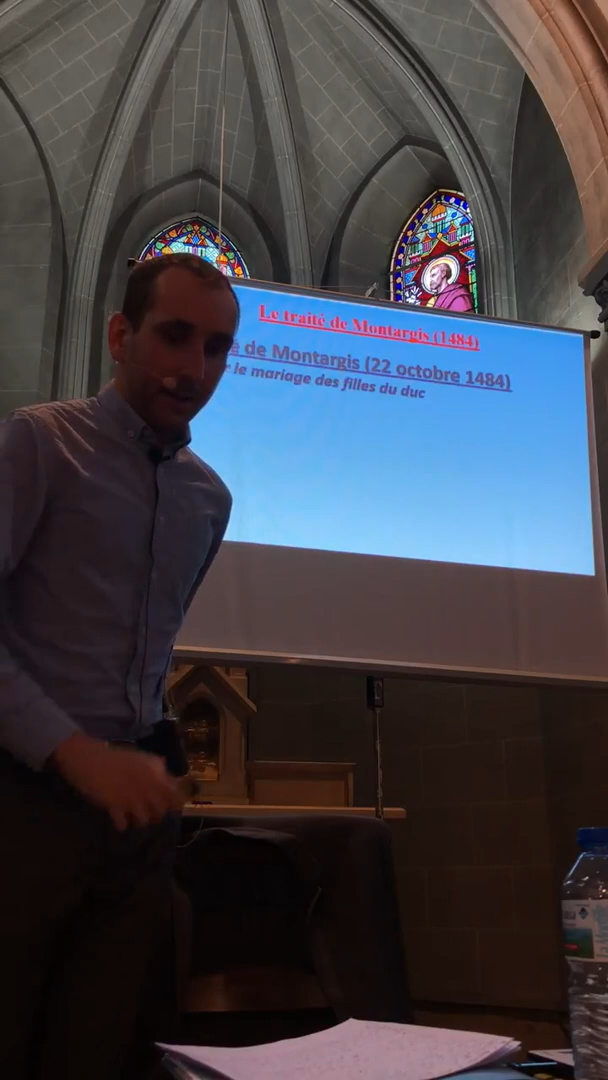 Le traité de Montargis (1484)
é de Montargis (22 octobre 1484)
r le mariage des filles du duc